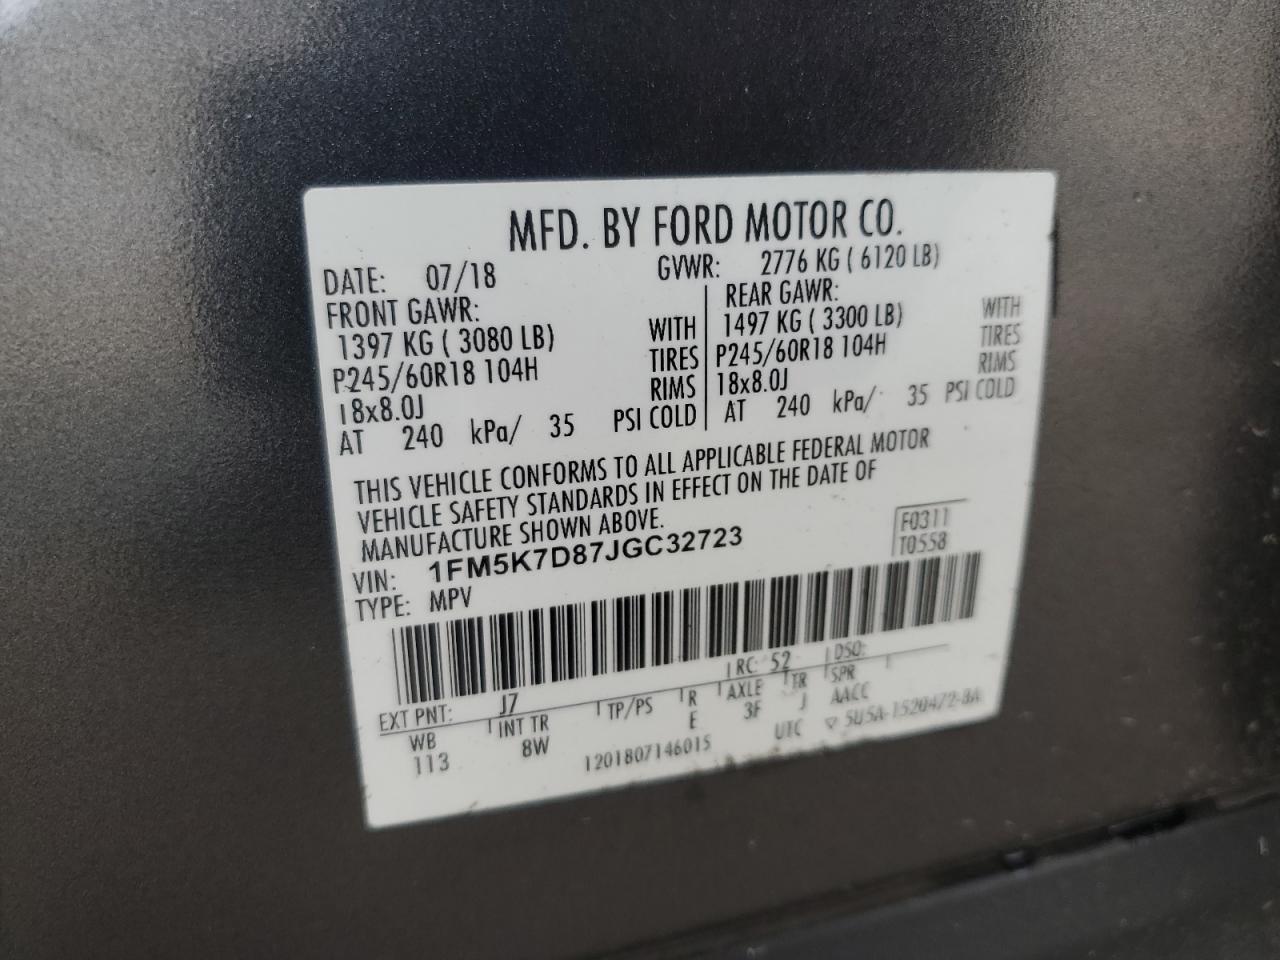 MFD. BY FORD MOTOR CO.
DATE: 07/18 GVWR: 2776 KG ( 6120 LB)
FRONT GAWR: REAR GAWR:
1397 KG ( 3080 LB) WITH 1497 KG ( 3300 LB) WITH
P245/60R18 104H TIRES P245/60R18 104H TIRES
18x8.0J RIMS 18x8.0J RIMS
AT 240 kPa/ 35 PSI COLD AT 240 kPa/ 35 PSI COLD
THIS VEHICLE CONFORMS TO ALL APPLICABLE FEDERAL MOTOR
VEHICLE SAFETY STANDARDS IN EFFECT ON THE DATE OF
MANUFACTURE SHOWN ABOVE.
VIN: 1FM5K7D87JGC32723 F0311
TYPE: MPV T0558
EXT PNT: J7 RC: 52 DSO:
WB INT TR TP/PS R AXLE TR SPR
113 8W E 3F J AACC
1201807146015 UTC 5U5A-1520472-BA